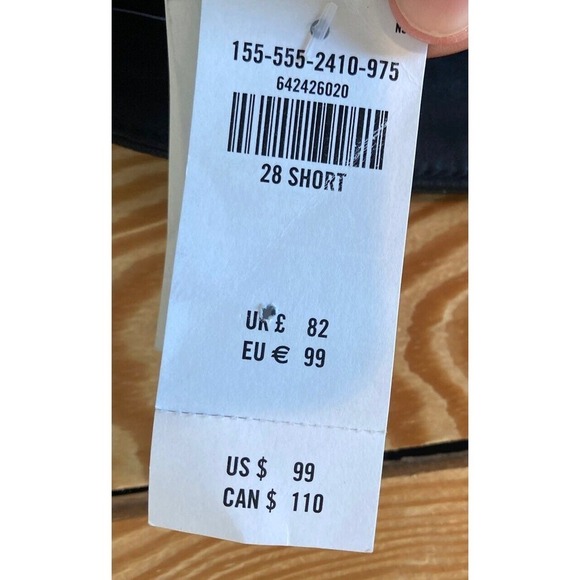 155-555-2410-975
642426020
28 SHORT
UK £ 82
EU € 99
US $ 99
CAN $ 110